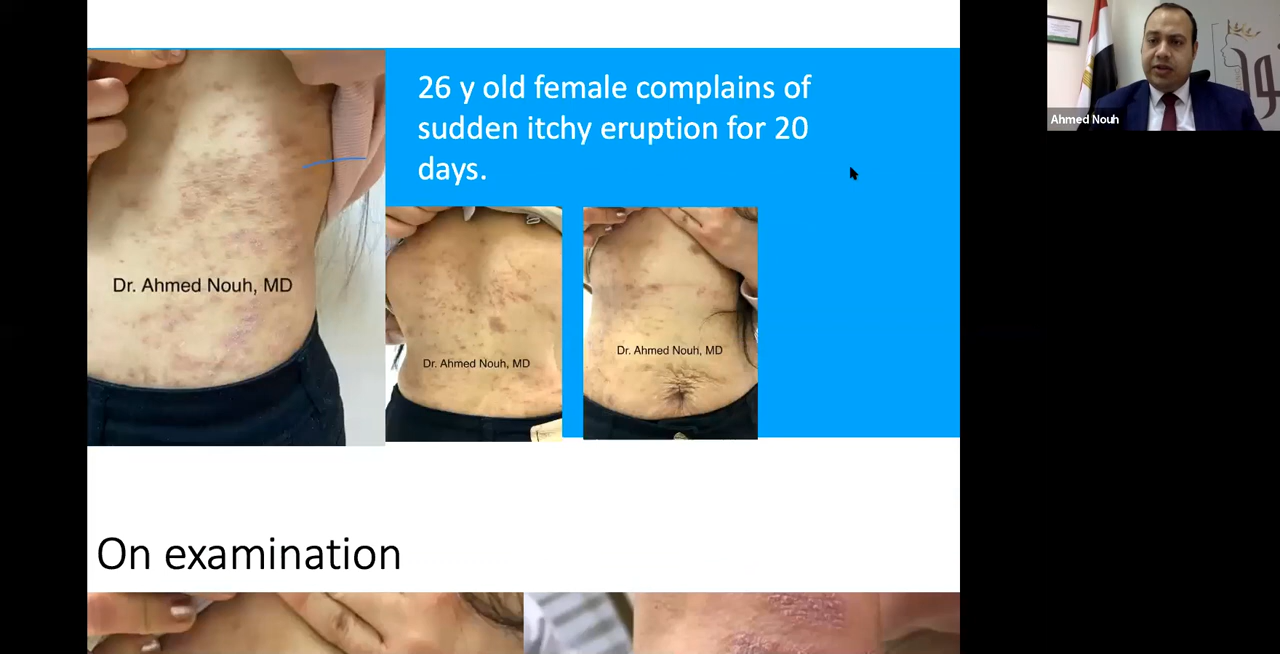 26 y old female complains of
sudden itchy eruption for 20
days.
Dr. Ahmed Nouh, MD
Dr. Ahmed Nouh, MD
Dr. Ahmed Nouh, MD
On examination
Ahmed Nouh